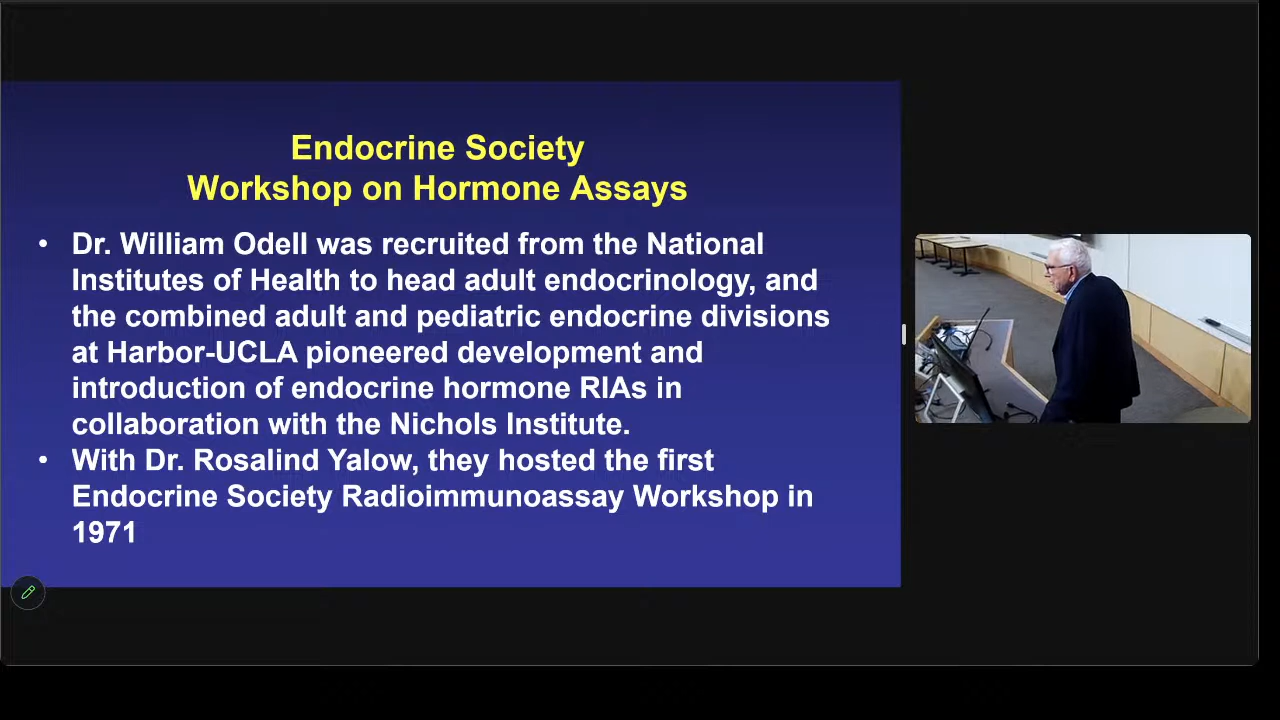 Endocrine Society
Workshop on Hormone Assays
• Dr. William Odell was recruited from the National
Institutes of Health to head adult endocrinology, and
the combined adult and pediatric endocrine divisions
at Harbor-UCLA pioneered development and
introduction of endocrine hormone RIAs in
collaboration with the Nichols Institute.
• With Dr. Rosalind Yalow, they hosted the first
Endocrine Society Radioimmunoassay Workshop in
1971